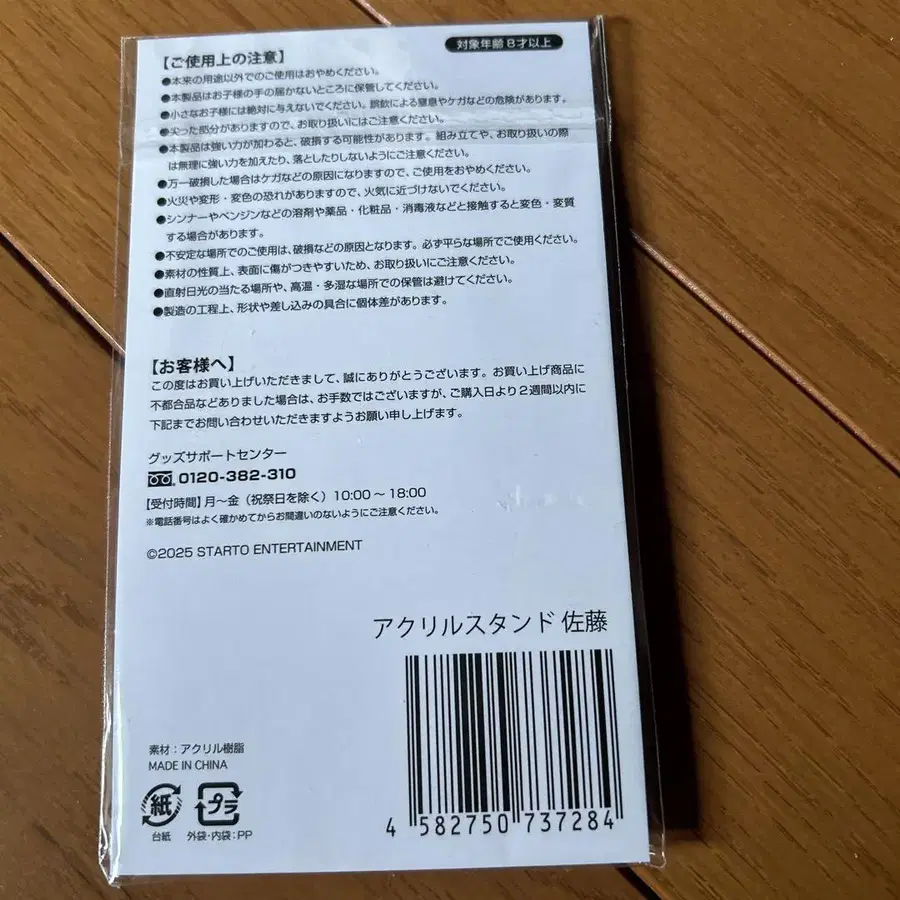 【ご使用上の注意】
対象年齢8才以上
●本来の用途以外でのご使用はおやめください。
●本製品はお子様の手の届かないところに保管してください。
●小さなお子様には絶対に与えないでください。誤飲による窒息やケガなどの危険があります。
●尖った部分がありますので、お取り扱いにはご注意ください。
●本製品は強い力が加わると、破損する可能性があります。組み立てや、お取り扱いの際
は無理に強い力を加えたり、落としたりしないようにご注意ください。
●万一破損した場合はケガなどの原因になりますので、ご使用をおやめください。
●火災や変形・変色の恐れがありますので、火気に近づけないでください。
●シンナーやベンジンなどの溶剤や薬品・化粧品・消毒液などと接触すると変色・変質
する場合があります。
●不安定な場所でのご使用は、破損などの原因となります。必ず平らな場所でご使用ください。
●素材の性質上、表面に傷がつきやすいため、お取り扱いにご注意ください。
●直射日光の当たる場所や、高温・多湿な場所での保管は避けてください。
●製造の工程上、形状や差し込みの具合に個体差があります。
【お客様へ】
この度はお買い上げいただきまして、誠にありがとうございます。お買い上げ商品に
不都合品などありました場合は、お手数ではございますが、ご購入日より2週間以内に
下記までお問い合わせいただきますようお願い申し上げます。
グッズサポートセンター
0120-382-310
【受付時間】月～金（祝祭日を除く）10:00～18:00
※電話番号はよく確かめてからお間違いのないようにご注意ください。
©2025 STARTO ENTERTAINMENT
アクリルスタンド 佐藤
素材：アクリル樹脂
MADE IN CHINA
紙
プラ
台紙
外袋・内袋：PP
4 582750 737284